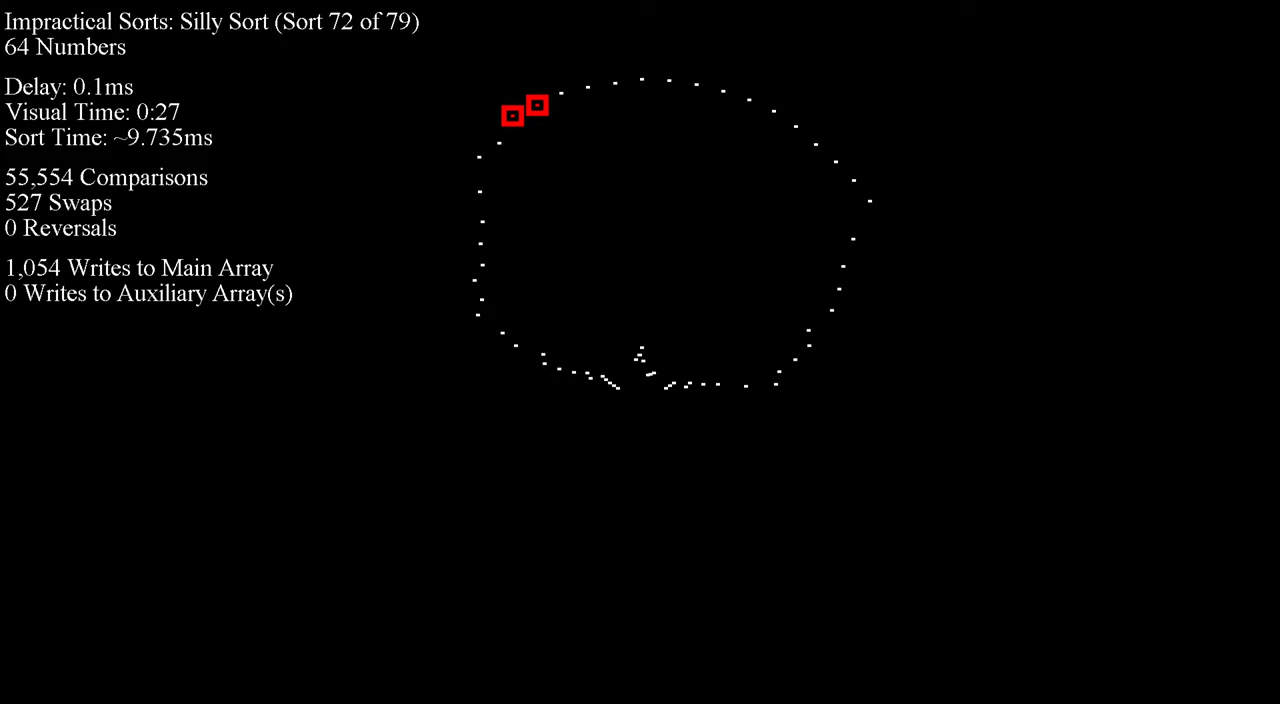 Impractical Sorts: Silly Sort (Sort 72 of 79)
64 Numbers
Delay: 0.1ms
Visual Time: 0:27
Sort Time: ~9.735ms
55,554 Comparisons
527 Swaps
0 Reversals
1,054 Writes to Main Array
0 Writes to Auxiliary Array(s)